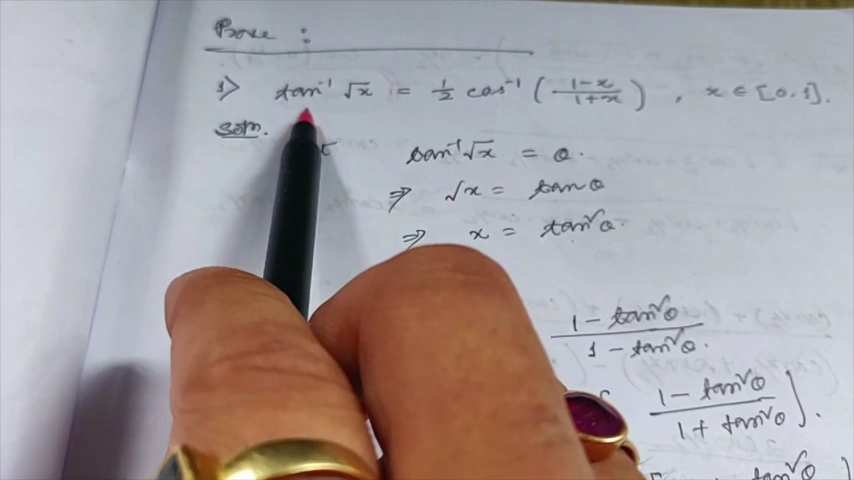 Prove :
1> tan⁻¹ √x = 1/2 cos⁻¹ ( 1-x / 1+x ) , x ∈ [0,1].
Soln.
tan⁻¹√x = θ.
⇒ √x = tanθ
⇒ x = tan²θ.
1 - tan²θ / 1 - tan²θ.
1 - tan²θ / 1 + tan²θ ).
tan²θ )